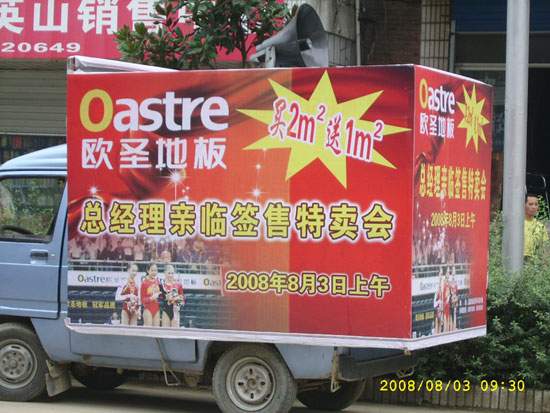 英山销售
20649
Oastre
欧圣地板
买2m²送1m²
总经理亲临签售特卖会
2008年8月3日上午
Oastre
欧圣地板
总经理亲临签售特卖会
2008年8月3日上午
2008/08/03 09:30